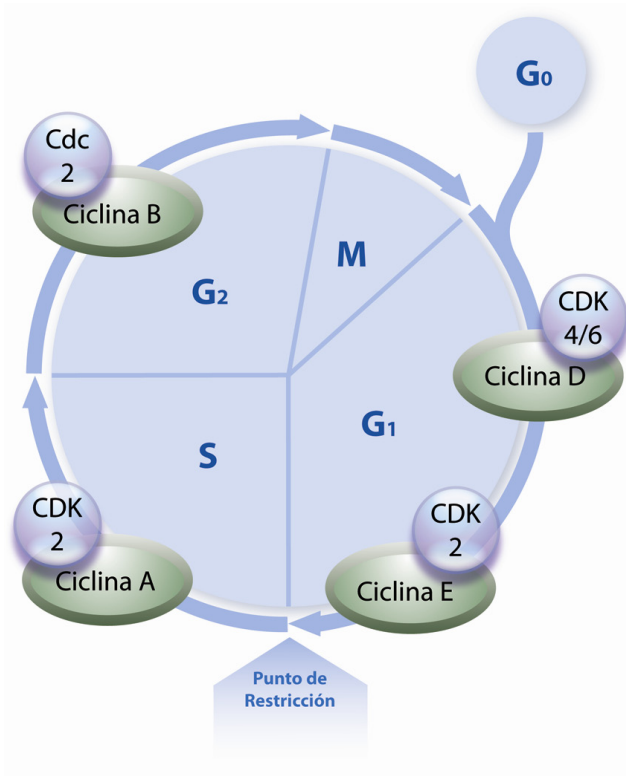 G0
Cdc
2
Ciclina B
G2
M
CDK
4/6
Ciclina D
G1
S
CDK
2
Ciclina A
CDK
2
Ciclina E
Punto de
Restricción